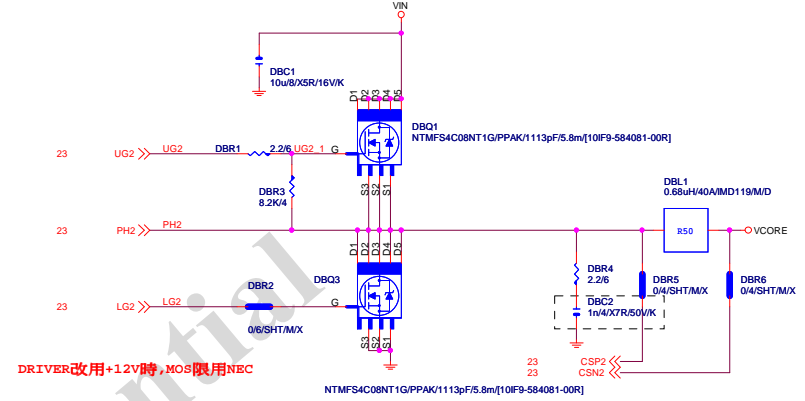 VIN
DBC1
10u/8/X5R/16V/K
D1
D2
D3
D4
D5
DBQ1
NTMFS4C08NT1G/PPAK/1113pF/5.8m/[10IF9-584081-00R]
23
UG2
UG2
DBR1
2.2/6
UG2_1
G
DBR3
8.2K/4
S3
S2
S1
DBL1
0.68uH/40A/IMD119/M/D
R50
VCORE
23
PH2
PH2
D1
D2
D3
D4
D5
DBR2
DBQ3
DBR4
2.2/6
DBR5
0/4/SHT/M/X
DBR6
0/4/SHT/M/X
23
LG2
LG2
G
0/6/SHT/M/X
DBC2
1n/4/X7R/50V/K
S3
S2
S1
23
CSP2
23
CSN2
DRIVER改用+12V時,MOS限用NEC
NTMFS4C08NT1G/PPAK/1113pF/5.8m/[10IF9-584081-00R]
ntial